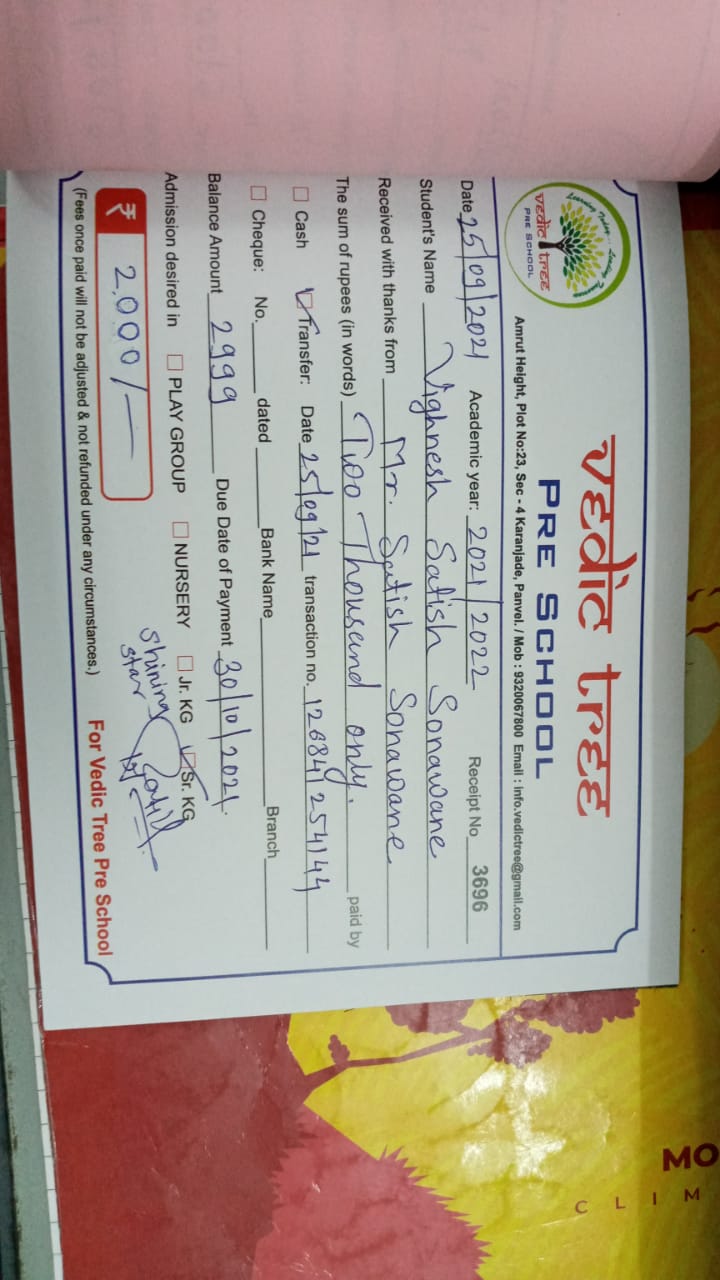 Learning Today... Leading Tomorrow
vedic tree
PRE SCHOOL
vedic tree
PRE SCHOOL
Amrut Height, Plot No:23, Sec - 4 Karanjade, Panvel. / Mob : 9320067800 Email : info.vedictree@gmail.com
Date 25/09/2021 Academic year: 2021/2022 Receipt No 3696
Student's Name Vighnesh Satish Sonawane
Received with thanks from Mr. Satish Sonawane
The sum of rupees (in words) Two Thousand only. paid by
Cash Transfer: Date 25/09/21 transaction no. 126841254144
Cheque: No. dated Bank Name Branch
Balance Amount 2999 Due Date of Payment 30/10/2021.
Admission desired in PLAY GROUP NURSERY Jr. KG Sr. KG
Shining
star
₹ 2,000/-
(Fees once paid will not be adjusted & not refunded under any circumstances.) For Vedic Tree Pre School
MO
CLIM